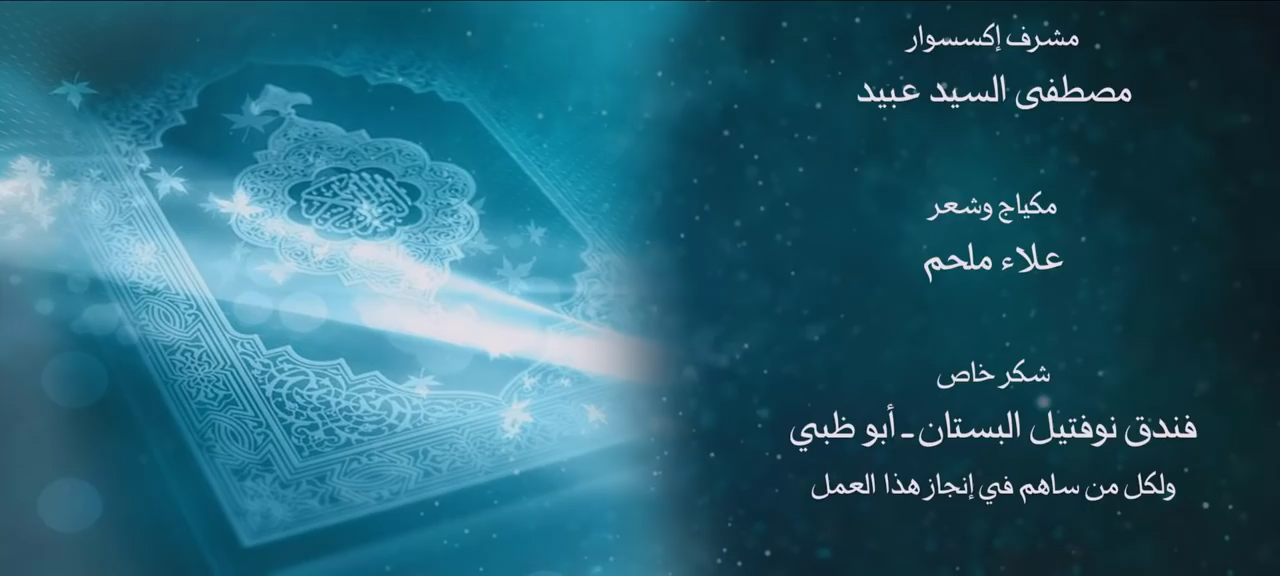 مشرف إكسسوار
مصطفى السيد عبيد
مكياج وشعر
علاء ملحم
شكر خاص
فندق نوفتيل البستان - أبو ظبي
ولكل من ساهم في إنجاز هذا العمل